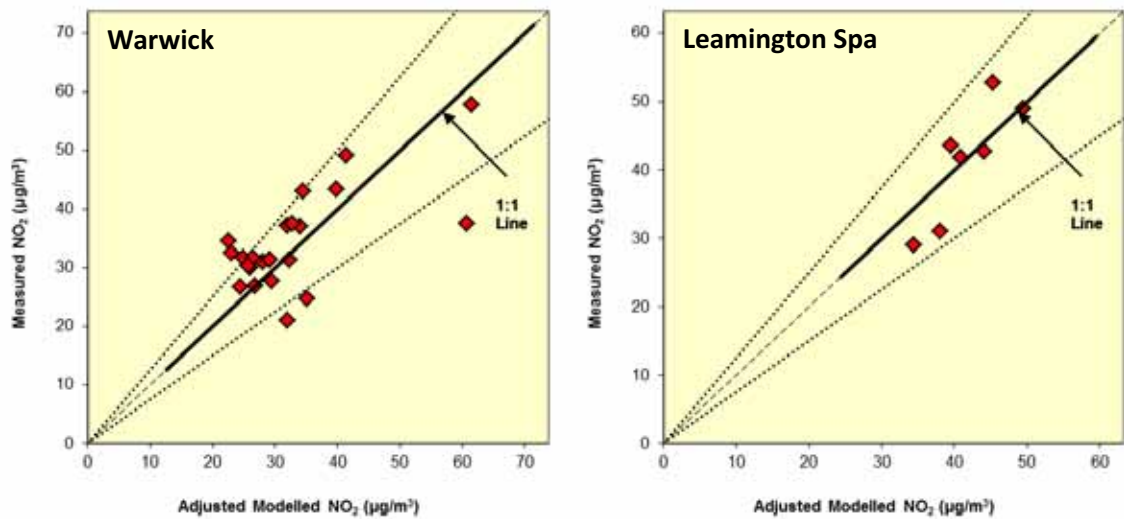 Warwick
70
60
50
40
30
20
10
0
Measured NO₂ (µg/m³)
1:1
Line
0 10 20 30 40 50 60 70
Adjusted Modelled NO₂ (µg/m³)
Leamington Spa
60
50
40
30
20
10
0
Measured NO₂ (µg/m³)
1:1
Line
0 10 20 30 40 50 60
Adjusted Modelled NO₂ (µg/m³)